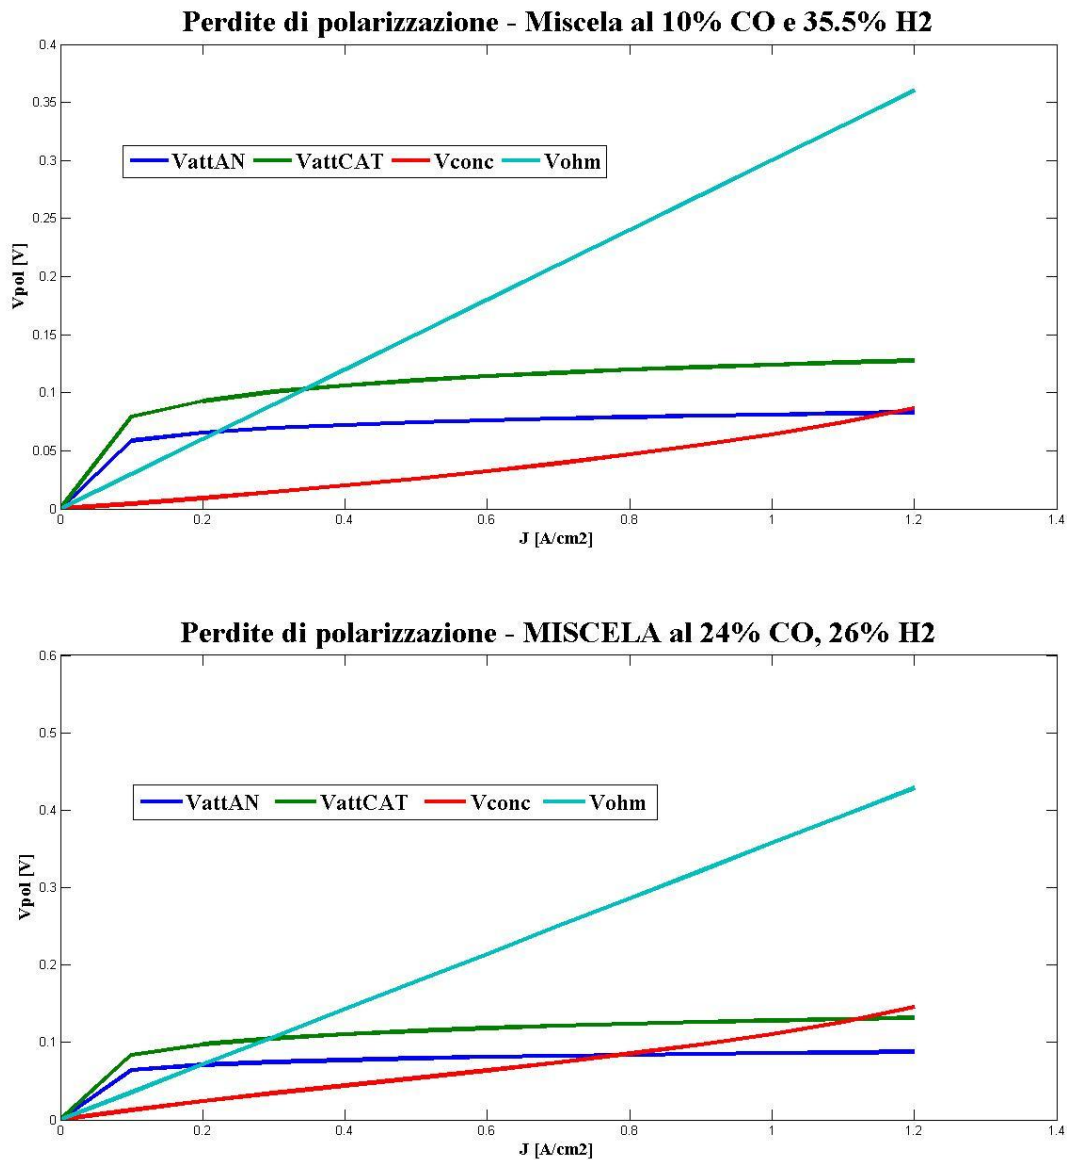 Perdite di polarizzazione - Miscela al 10% CO e 35.5% H2
0.4
0.35
0.3
0.25
0.2
0.15
0.1
0.05
0
Vpol [V]
VattAN VattCAT Vconc Vohm
0 0.2 0.4 0.6 0.8 1 1.2 1.4
J [A/cm2]
Perdite di polarizzazione - MISCELA al 24% CO, 26% H2
0.6
0.5
0.4
0.3
0.2
0.1
0
Vpol [V]
VattAN VattCAT Vconc Vohm
0 0.2 0.4 0.6 0.8 1 1.2 1.4
J [A/cm2]